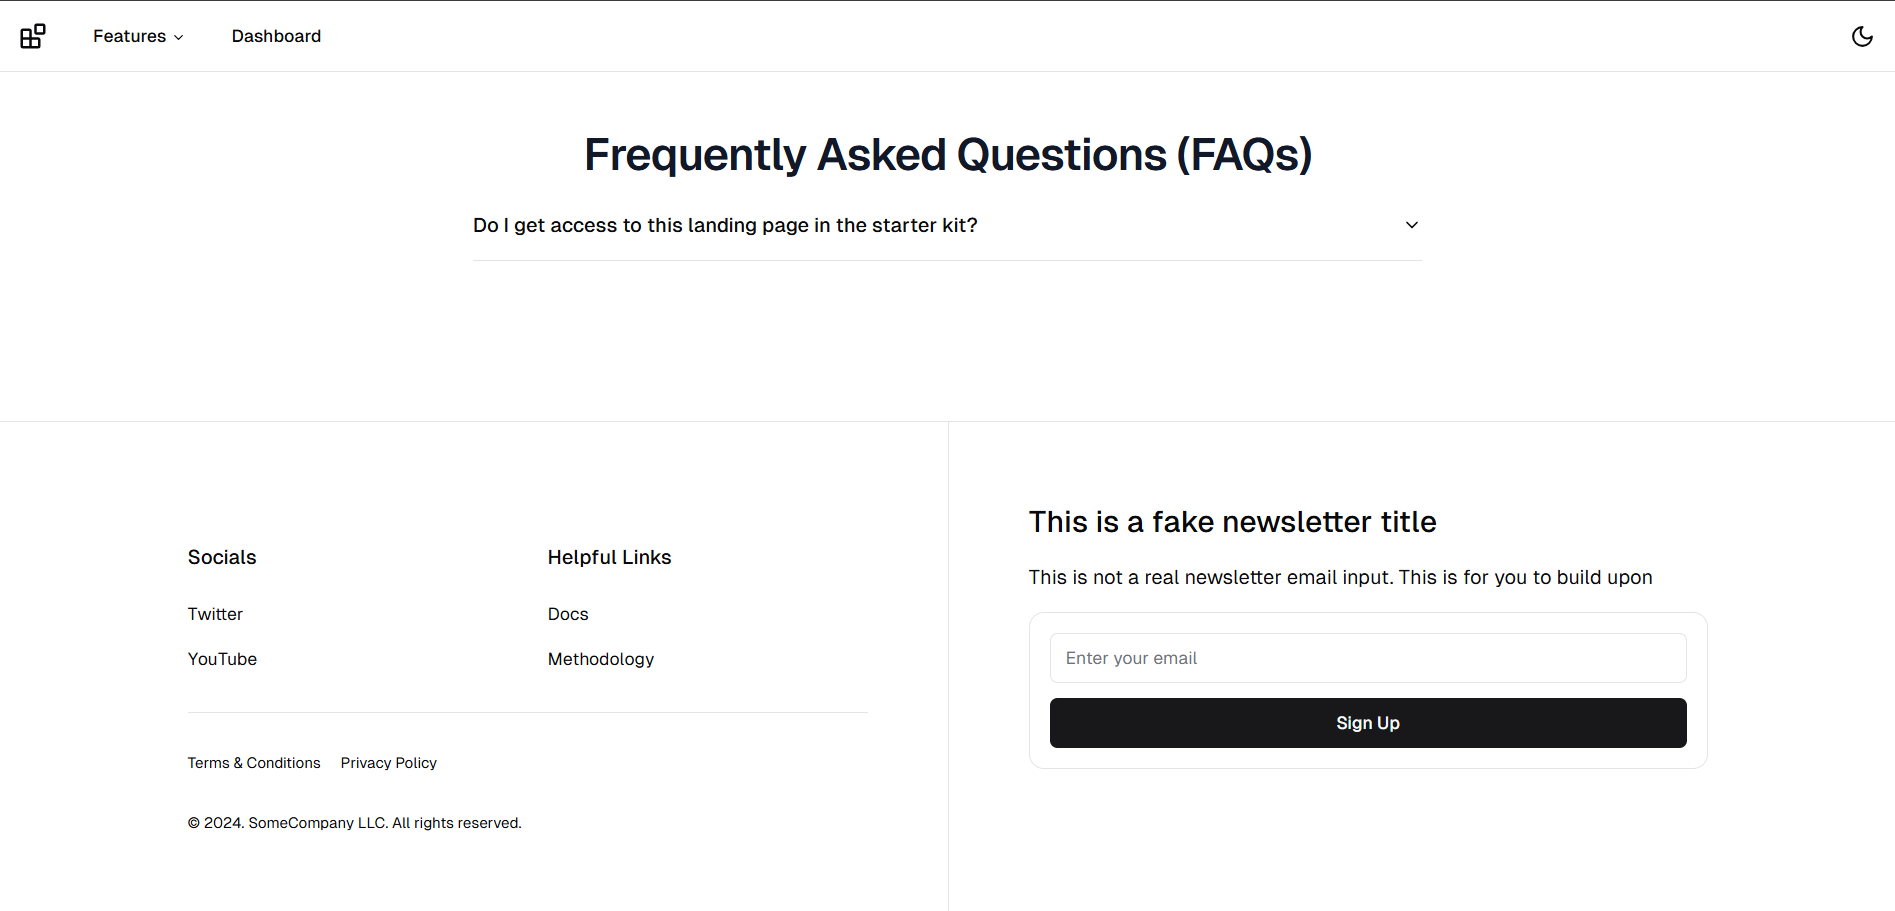 Features
Dashboard
Frequently Asked Questions (FAQs)
Do I get access to this landing page in the starter kit?
Socials
Twitter
YouTube
Helpful Links
Docs
Methodology
Terms & Conditions
Privacy Policy
© 2024. SomeCompany LLC. All rights reserved.
This is a fake newsletter title
This is not a real newsletter email input. This is for you to build upon
Enter your email
Sign Up